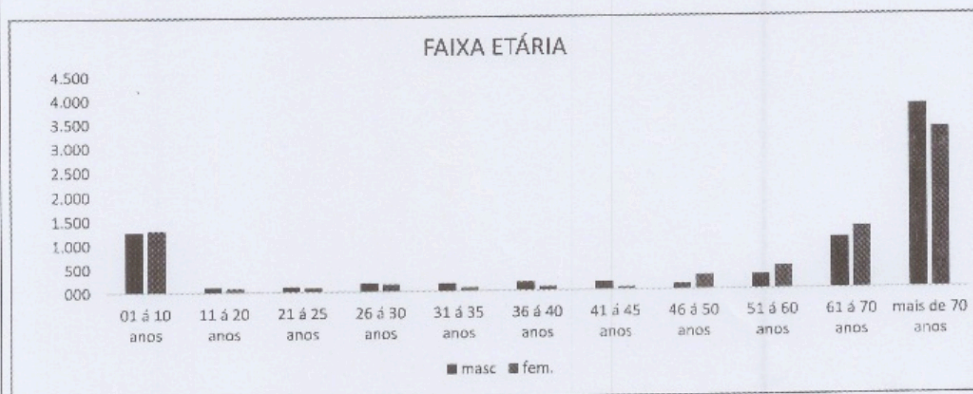 FAIXA ETÁRIA
4.500
4.000
3.500
3.000
2.500
2.000
1.500
1.000
500
000
01 á 10 anos
11 á 20 anos
21 á 25 anos
26 á 30 anos
31 á 35 anos
36 á 40 anos
41 á 45 anos
46 á 50 anos
51 á 60 anos
61 á 70 anos
mais de 70 anos
masc fem.